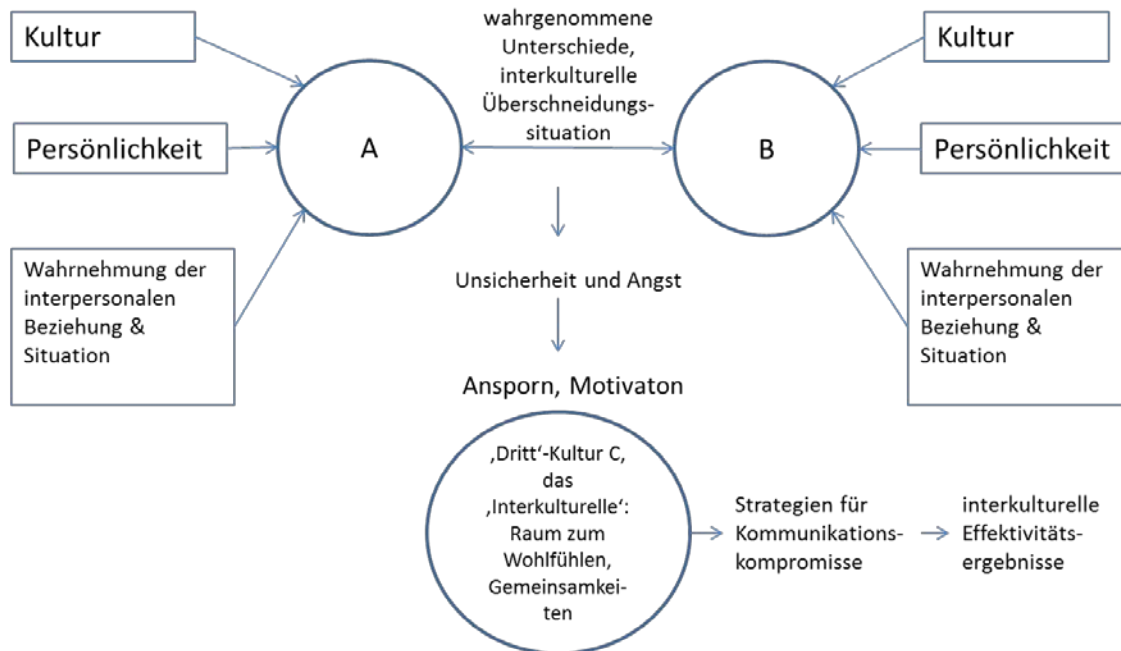 Kultur
Persönlichkeit
Wahrnehmung der
interpersonalen
Beziehung &
Situation
A
wahrgenommene
Unterschiede,
interkulturelle
Überschneidungs-
situation
B
Kultur
Persönlichkeit
Wahrnehmung der
interpersonalen
Beziehung &
Situation
Unsicherheit und Angst
Ansporn, Motivaton
‚Dritt‘-Kultur C,
das
‚Interkulturelle‘:
Raum zum
Wohlfühlen,
Gemeinsamkei-
ten
Strategien für
Kommunikations-
kompromisse
interkulturelle
Effektivitäts-
ergebnisse